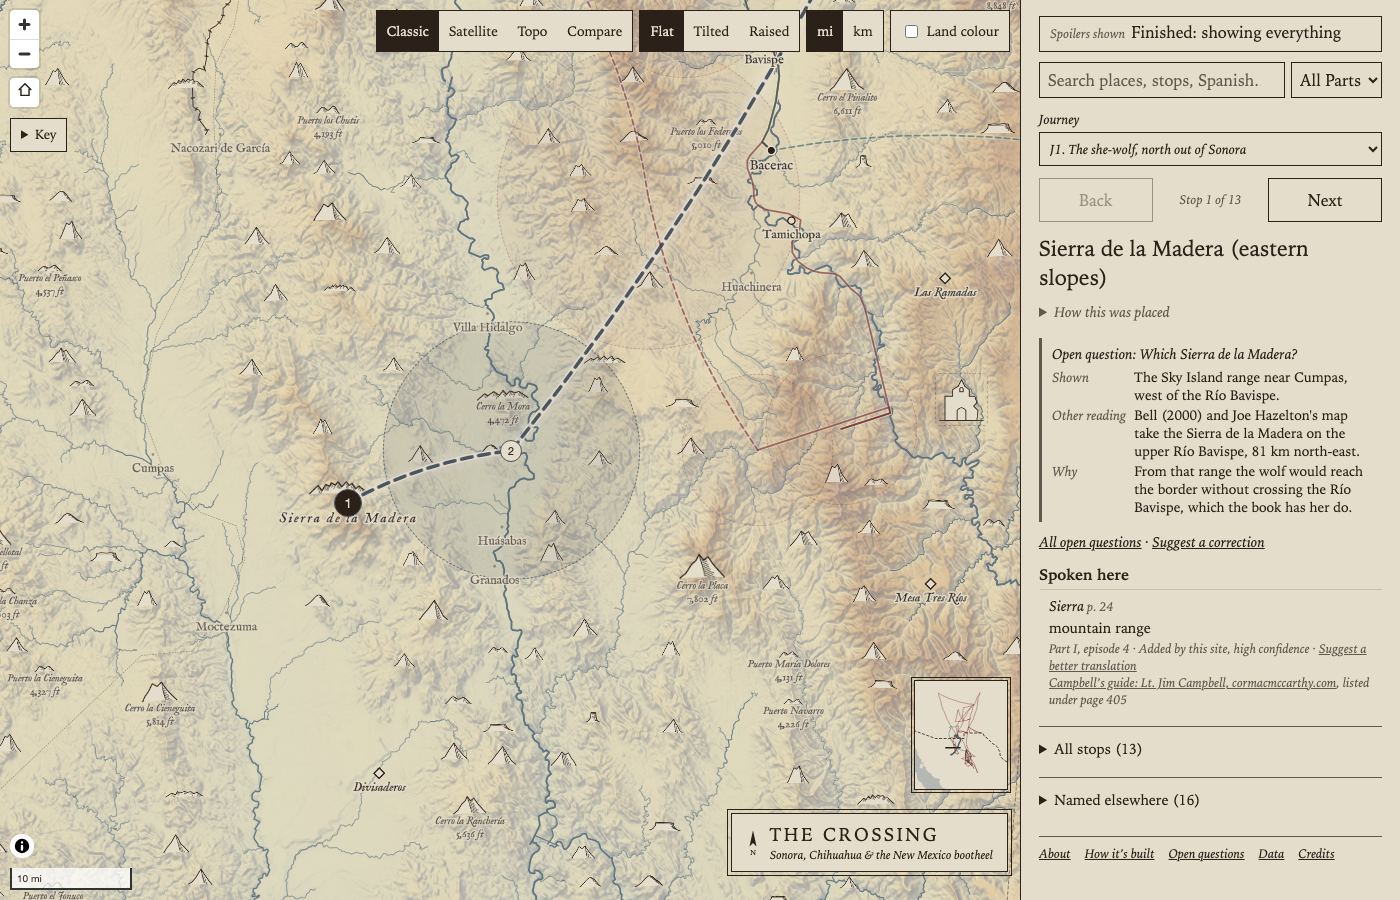 Classic Satellite Topo Compare
Flat Tilted Raised
mi km
Land colour
Key
8,848 ft
Bavispe
Cerro el Pinalito
6,611 ft
Puerto los Chutis
4,193 ft
Puerto los Federales
5,010 ft
Nacozari de García
Bacerac
Tamichopa
Puerto el Peñasco
4,537 ft
Huachinera
Las Ramadas
Villa Hidalgo
Cerro la Mora
4,472 ft
2
Cumpas
1
Sierra de la Madera
Huásabas
Granados
Cerro la Placa
7,802 ft
Mesa Tres Ríos
la Chanza
Moctezuma
Puerto María Dolores
4,131 ft
Puerto la Cieneguita
4,327 ft
Cerro la Cieneguita
5,814 ft
Puerto Navarro
4,226 ft
Divisaderos
Cerro la Ranchería
5,636 ft
10 mi
Puerto el Tonuco
N
THE CROSSING
Sonora, Chihuahua & the New Mexico bootheel
Spoilers shown Finished: showing everything
Search places, stops, Spanish.
All Parts
Journey
J1. The she-wolf, north out of Sonora
Back
Stop 1 of 13
Next
Sierra de la Madera (eastern
slopes)
How this was placed
Open question: Which Sierra de la Madera?
Shown The Sky Island range near Cumpas,
west of the Río Bavispe.
Other reading Bell (2000) and Joe Hazelton's map
take the Sierra de la Madera on the
upper Río Bavispe, 81 km north-east.
Why From that range the wolf would reach
the border without crossing the Río
Bavispe, which the book has her do.
All open questions · Suggest a correction
Spoken here
Sierra p. 24
mountain range
Part I, episode 4 · Added by this site, high confidence · Suggest a
better translation
Campbell's guide: Lt. Jim Campbell, cormacmccarthy.com, listed
under page 405
All stops (13)
Named elsewhere (16)
About How it's built Open questions Data Credits